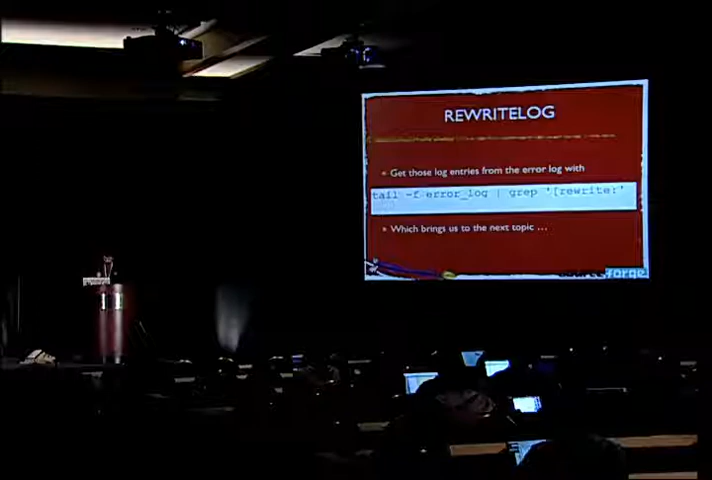 REWRITELOG
Get those log entries from the error log with
tail -f error_log | grep '[rewrite:'
Which brings us to the next topic ...
sourceforge